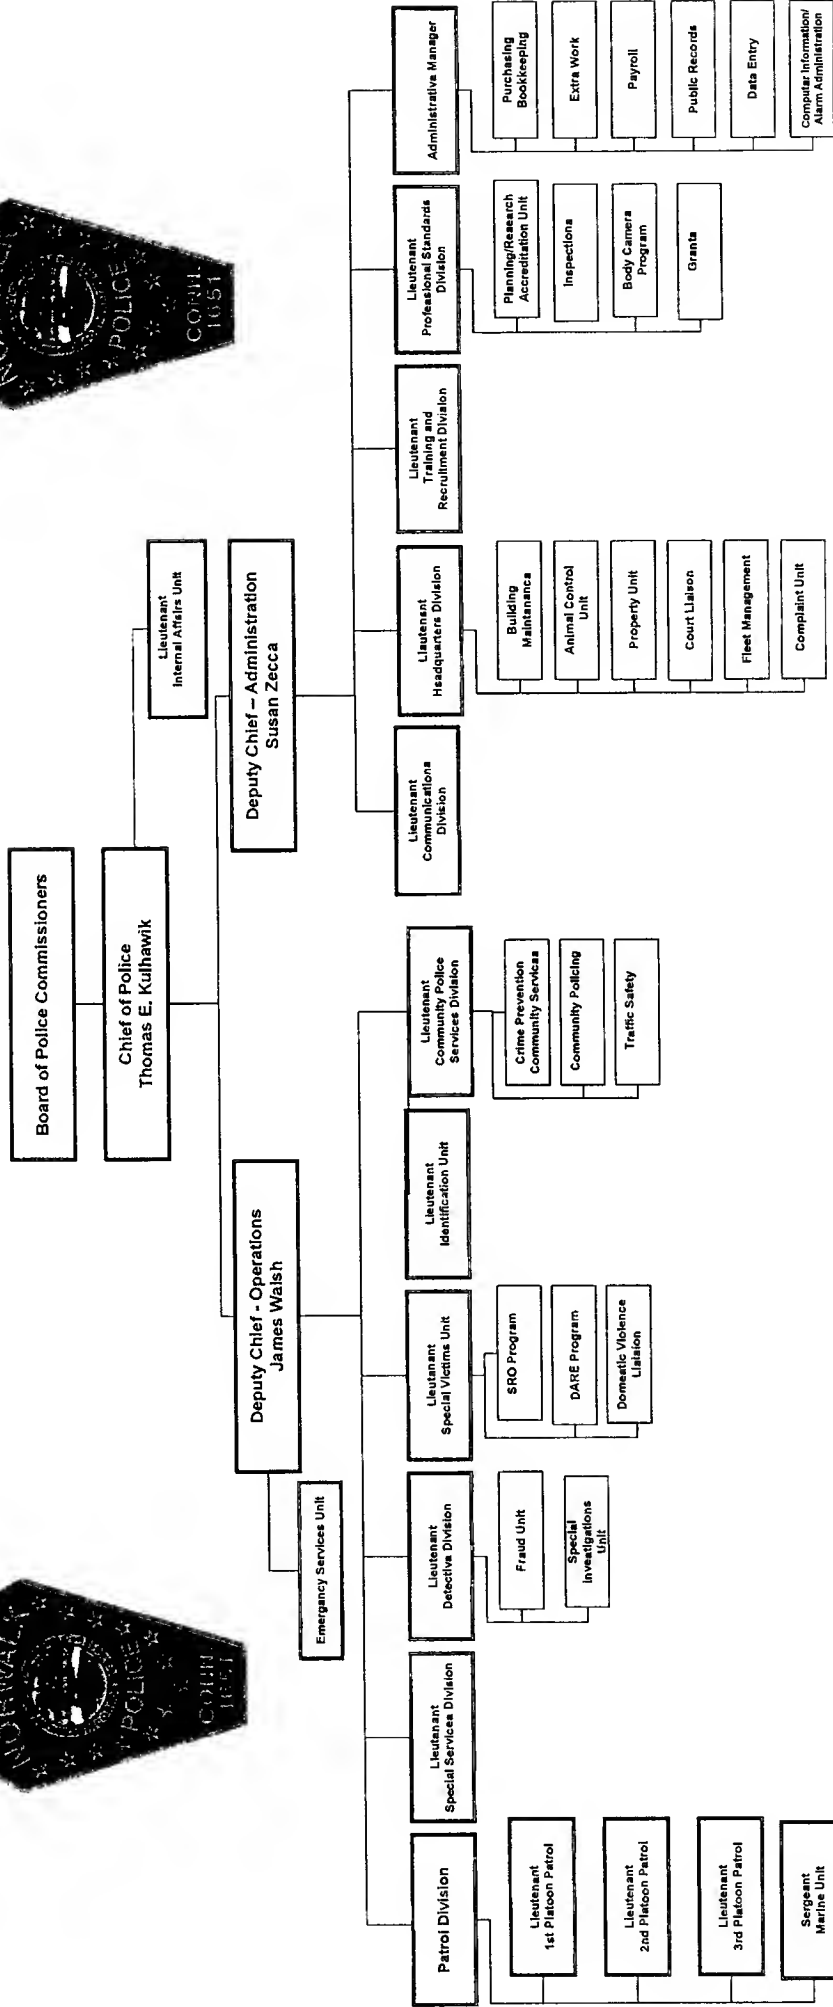 NORWALK
POLICE
CONN
1651
POLICE
CONN
1651
Board of Police Commissioners
Chief of Police
Thomas E. Kulhawik
Lieutenant
Internal Affairs Unit
Deputy Chief - Operations
James Walsh
Deputy Chief – Administration
Susan Zecca
Emergancy Services Unit
Patrol Division
Lieutenant
1st Platoon Patrol
Lieutenant
2nd Platoon Patrol
Lieutenant
3rd Platoon Patrol
Sergeant
Marine Unit
Lieutenant
Special Services Division
Lieutenant
Detective Division
Fraud Unit
Special
Investigations
Unit
Lieutenant
Special Victims Unit
SRO Program
DARE Program
Domestic Violence
Liaision
Lieutenant
Identification Unit
Lieutenant
Community Police
Services Division
Crime Prevention
Community Services
Community Policing
Traffic Safety
Lieutenant
Communications
Division
Lieutenant
Headquarters Division
Building
Maintanance
Animal Control
Unit
Property Unit
Court Liaison
Fleet Management
Complaint Unit
Lieutenant
Training and
Recruitment Division
Lieutenant
Professional Standards
Division
Planning/Research
Accreditation Unit
Inspections
Body Camera
Program
Grants
Administrative Manager
Purchasing
Bookkeeping
Extra Work
Payroll
Public Records
Data Entry
Computer Information/
Alarm Administration